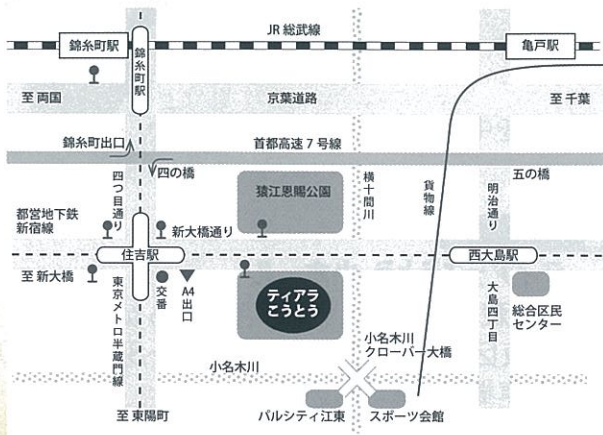 JR 総武線
錦糸町駅
錦糸町駅
亀戸駅
至 両国
京葉道路
至 千葉
錦糸町出口
首都高速7号線
四の橋
五の橋
四つ目通り
猿江恩賜公園
横十間川
貨物線
明治通り
都営地下鉄
新宿線
新大橋通り
住吉駅
西大島駅
至 新大橋
東京メトロ半蔵門線
交番
A4出口
ティアラ
こうとう
大島四丁目
総合区民
センター
小名木川
クローバー大橋
小名木川
至 東陽町
パルシティ江東
スポーツ会館